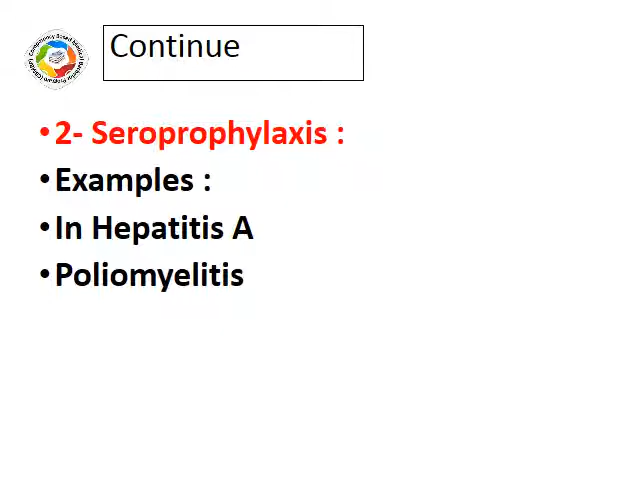 Continue
•2- Seroprophylaxis :
•Examples :
•In Hepatitis A
•Poliomyelitis